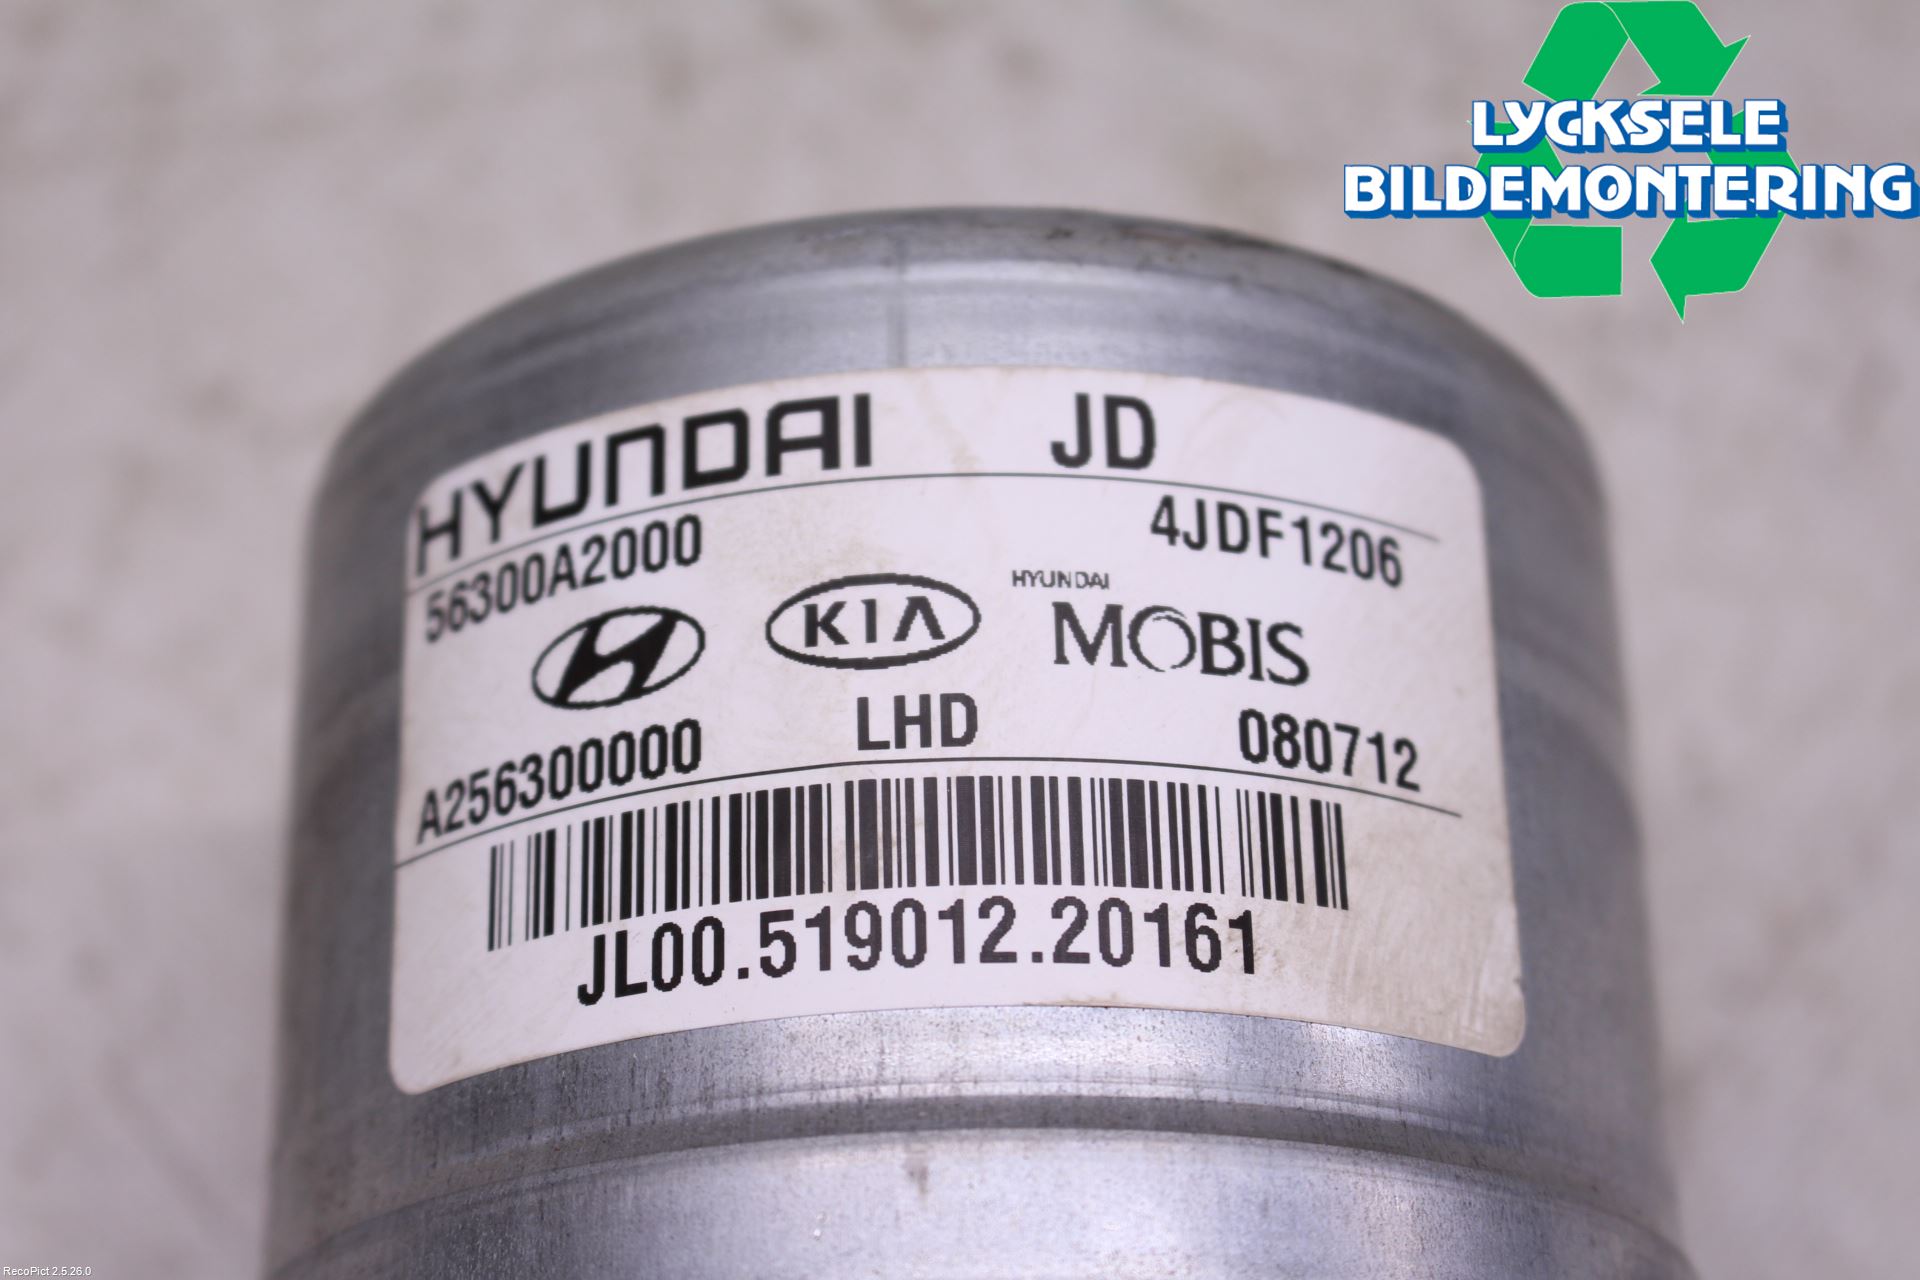 LYCKSELE
BILDEMONTERING
HYUNDAI JD
56300A2000 4JDF1206
KIA HYUNDAI MOBIS
A256300000 LHD 080712
JL00.519012.20161
RecoPict 2.5.26.0